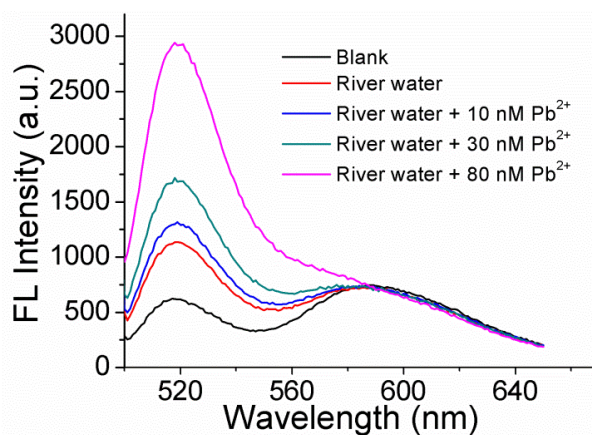 3000
2500
2000
1500
1000
500
0
FL Intensity (a.u.)
Blank
River water
River water + 10 nM Pb²⁺
River water + 30 nM Pb²⁺
River water + 80 nM Pb²⁺
520 560 600 640
Wavelength (nm)